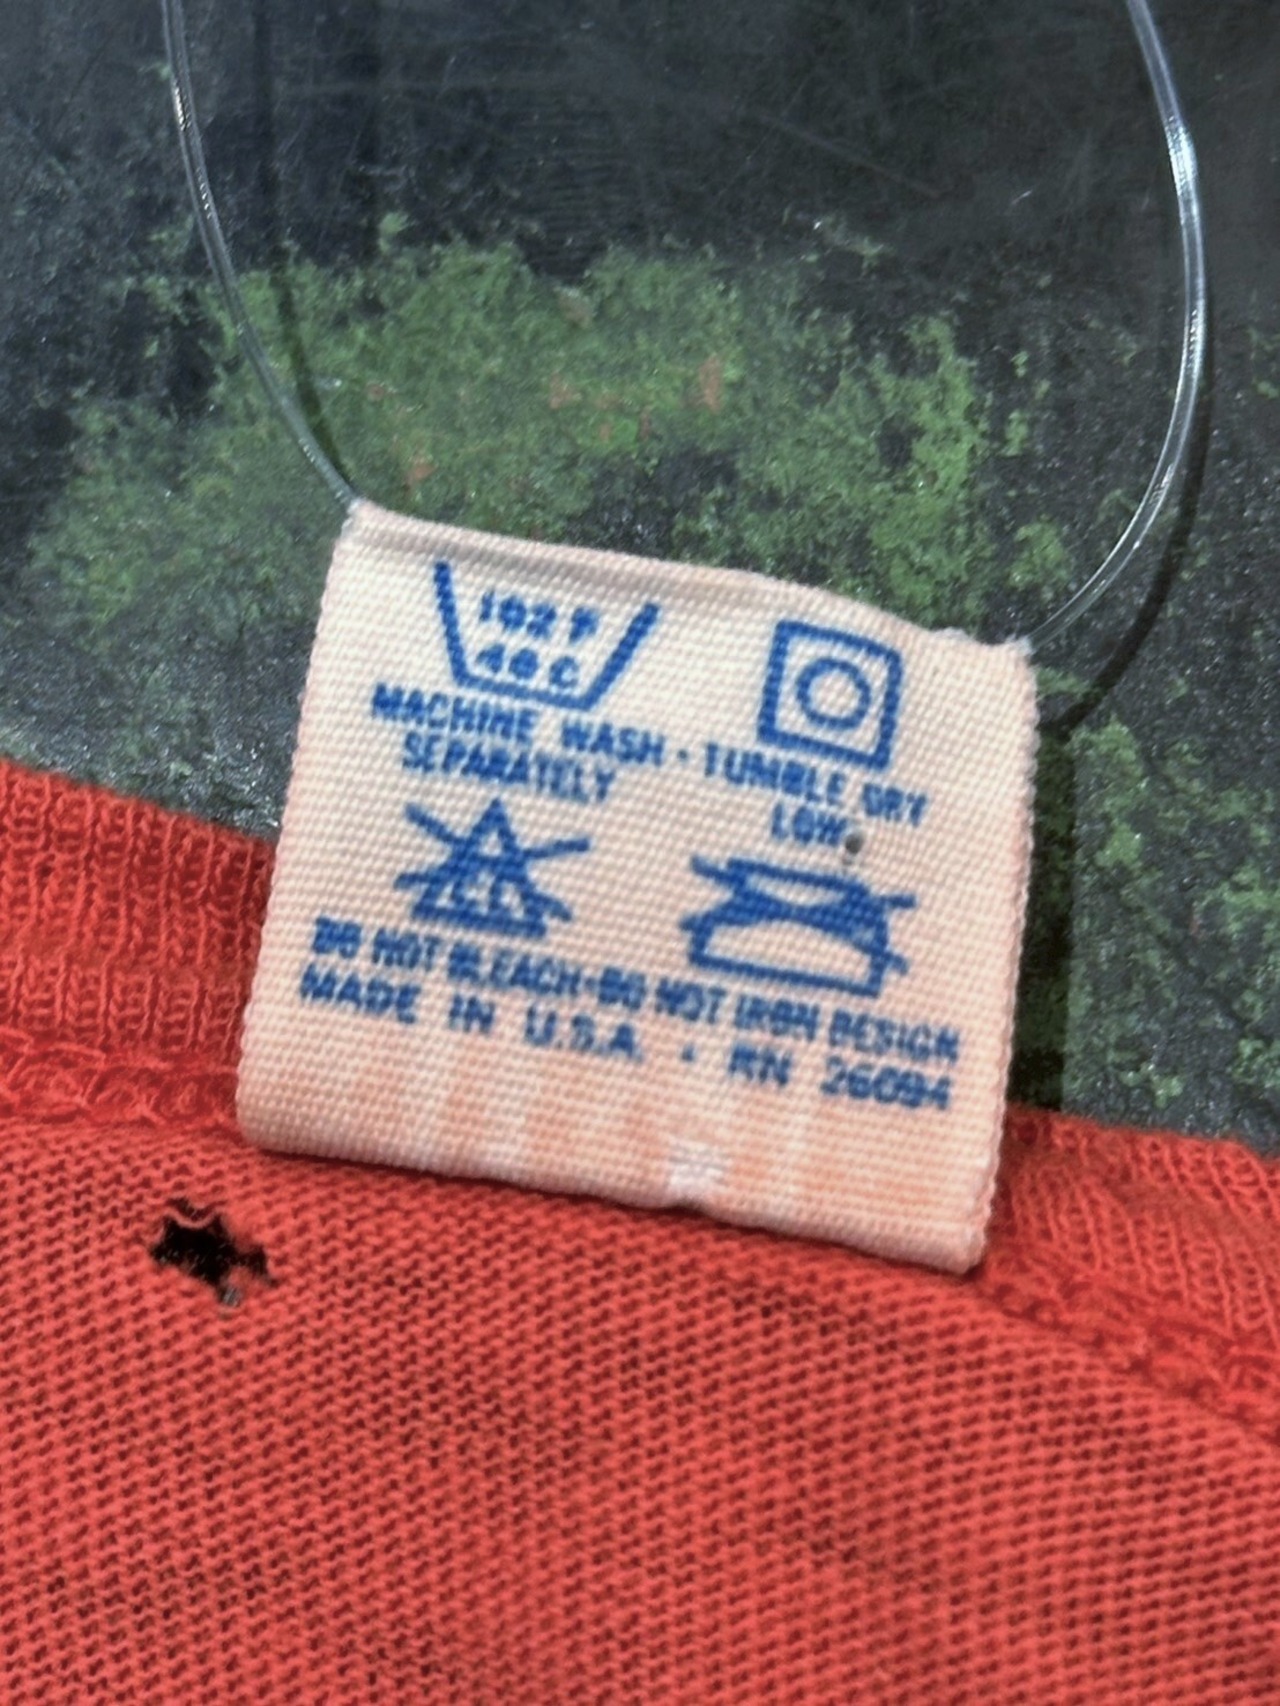 102 F
40 C
MACHINE WASH • TUMBLE DRY
SEPARATELY LOW
CL
DO NOT BLEACH • DO NOT IRON DESIGN
MADE IN U.S.A. • RN 26094